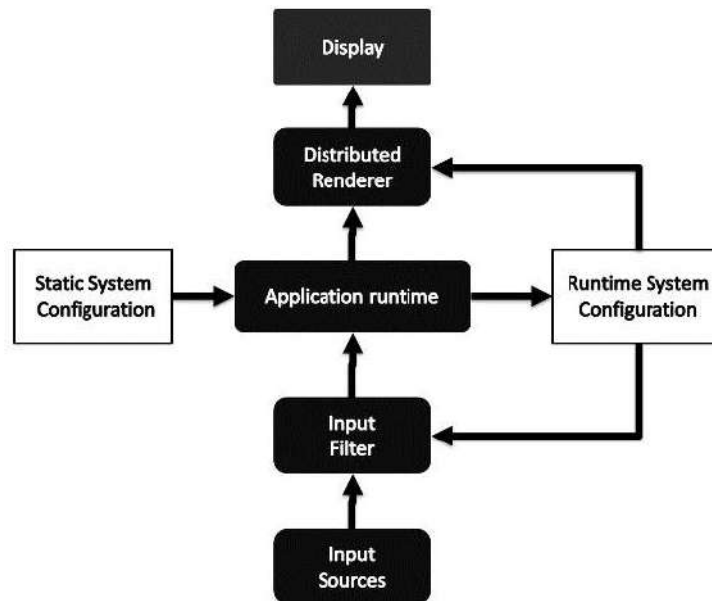 Display
Distributed
Renderer
Static System
Configuration
Application runtime
Runtime System
Configuration
Input
Filter
Input
Sources